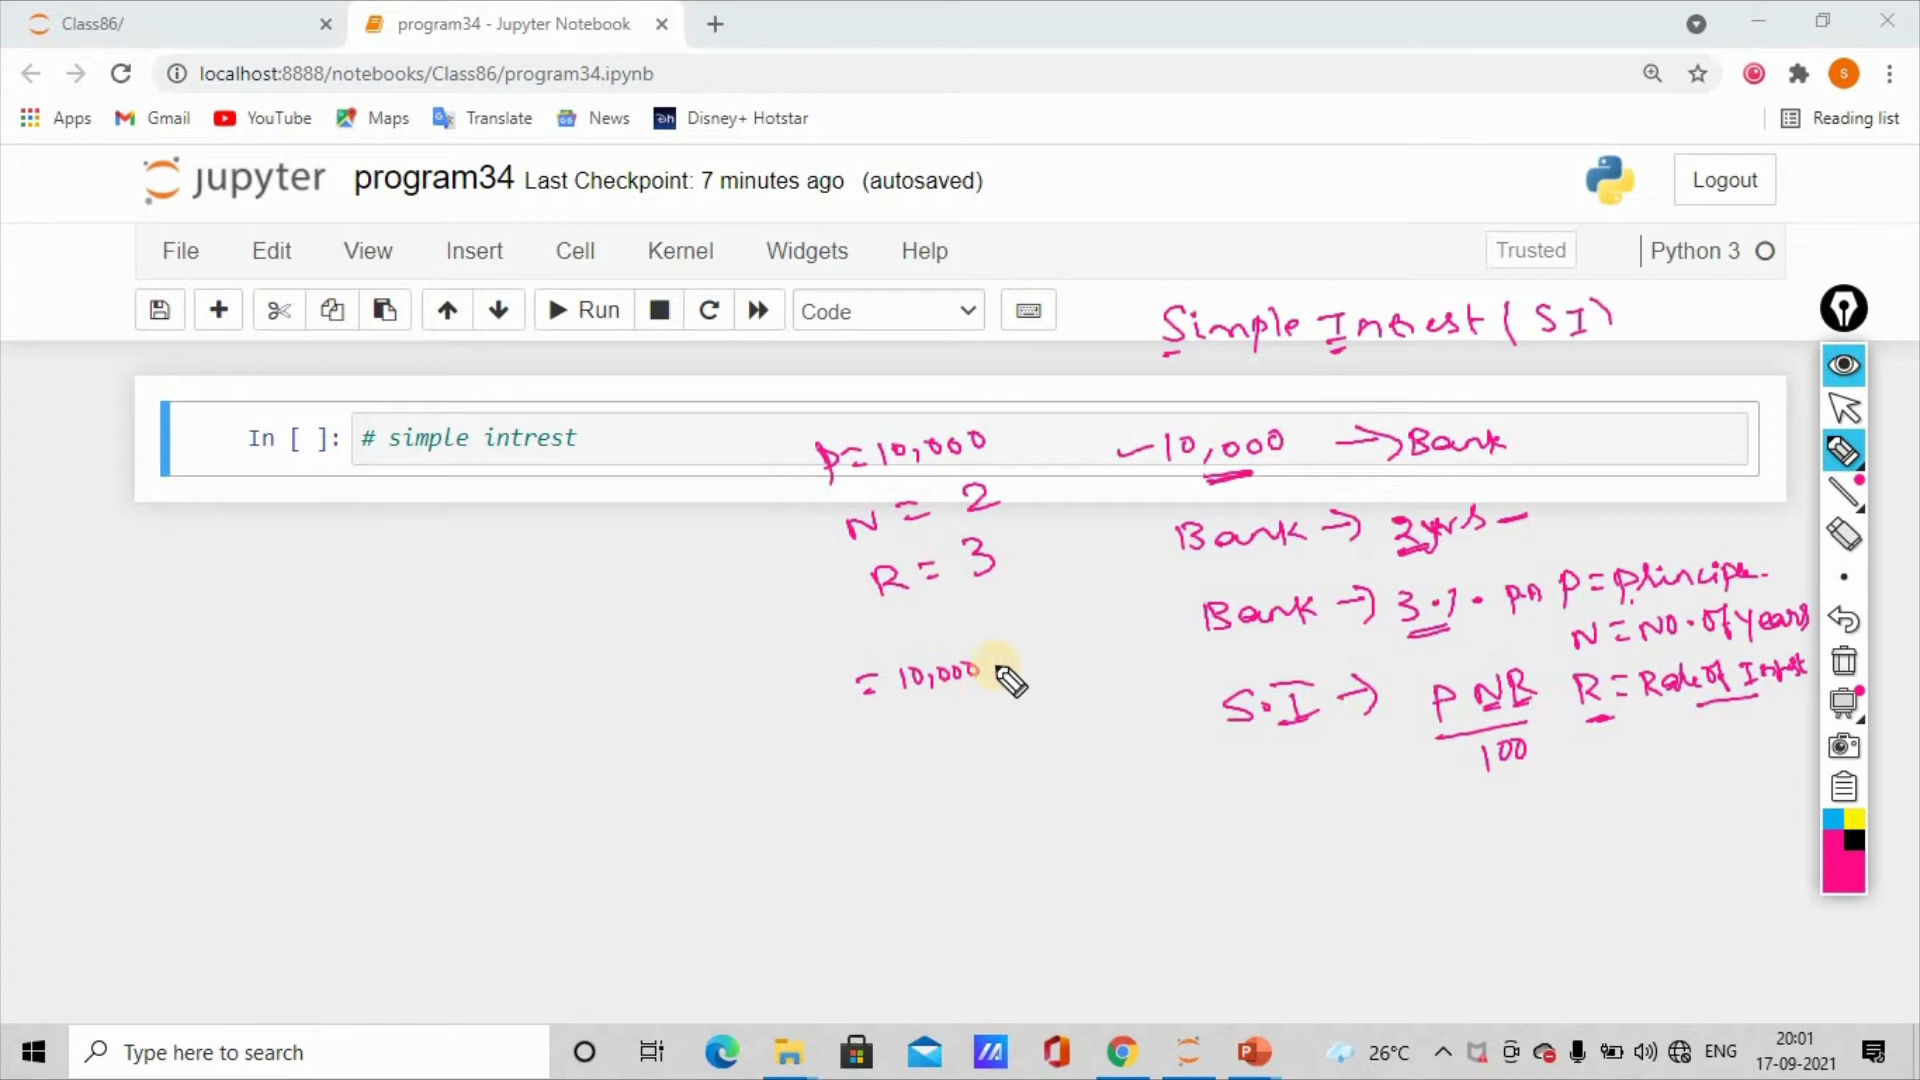 Class86/
program34 - Jupyter Notebook
localhost:8888/notebooks/Class86/program34.ipynb
Apps Gmail YouTube Maps Translate News Disney+ Hotstar Reading list
jupyter program34 Last Checkpoint: 7 minutes ago (autosaved) Logout
File Edit View Insert Cell Kernel Widgets Help Trusted Python 3
Run Code
Simple Intrest (SI)
In [ ]: # simple intrest
P=10,000
10,000 → Bank
N = 2
Bank → 2yrs
R = 3
Bank → 3.1. PA P = Principle.
N = NO. of Years
= 10,000
S.I → PNR R = Rate of Intrest
100
Type here to search
26°C ENG 20:01
17-09-2021